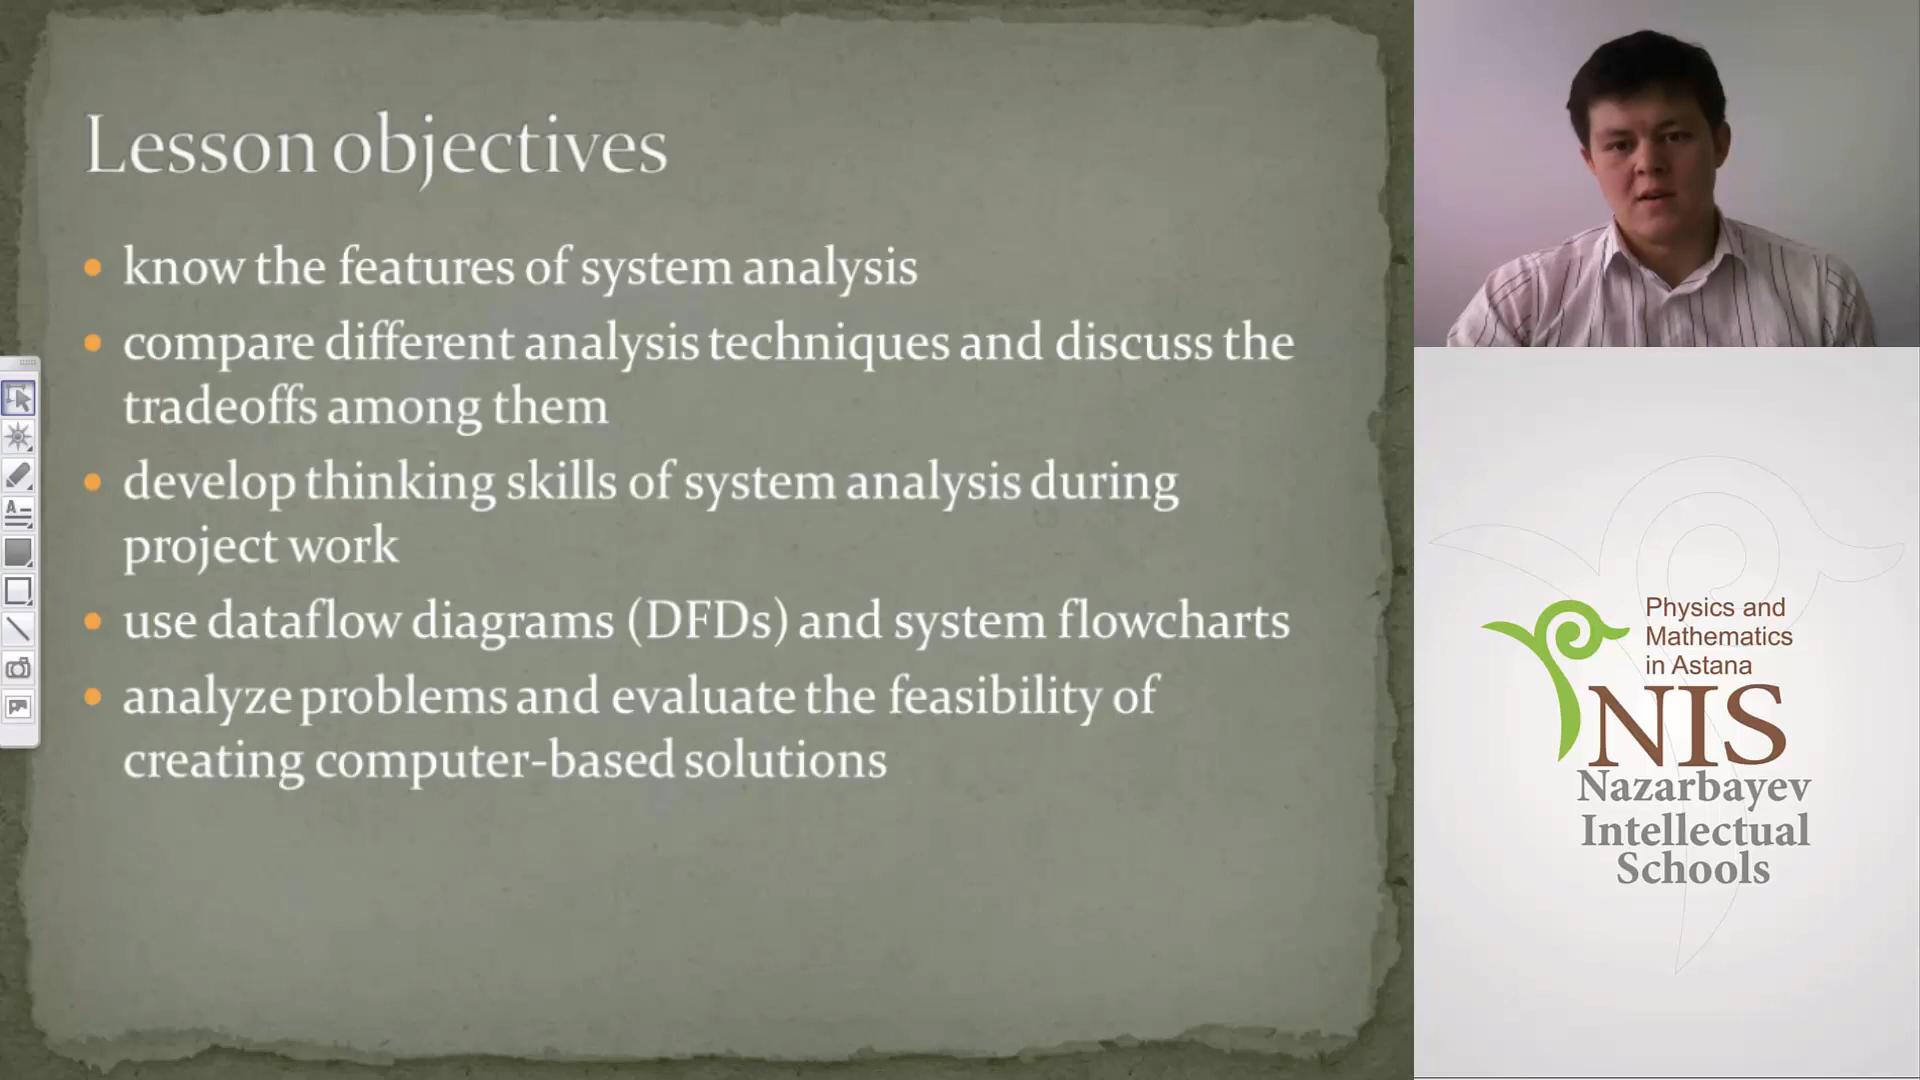 Lesson objectives
• know the features of system analysis
• compare different analysis techniques and discuss the
tradeoffs among them
• develop thinking skills of system analysis during
project work
• use dataflow diagrams (DFDs) and system flowcharts
• analyze problems and evaluate the feasibility of
creating computer-based solutions
Physics and
Mathematics
in Astana
NIS
Nazarbayev
Intellectual
Schools